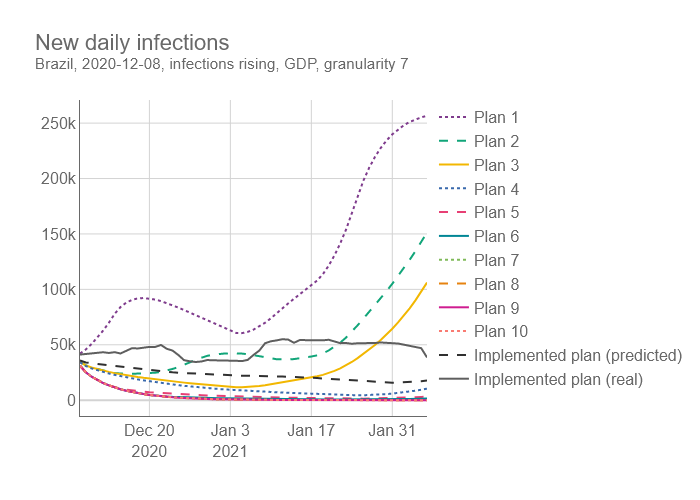 New daily infections
Brazil, 2020-12-08, infections rising, GDP, granularity 7
250k
200k
150k
100k
50k
0
Dec 20
2020
Jan 3
2021
Jan 17
Jan 31
Plan 1
Plan 2
Plan 3
Plan 4
Plan 5
Plan 6
Plan 7
Plan 8
Plan 9
Plan 10
Implemented plan (predicted)
Implemented plan (real)